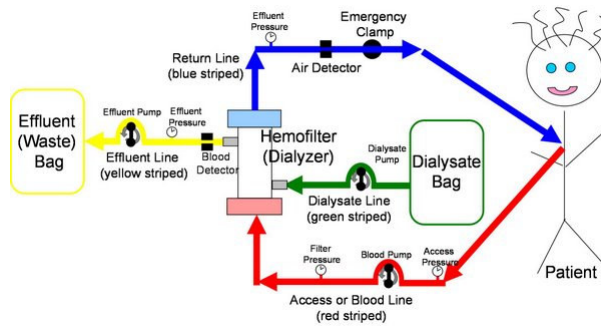 Effluent
Pressure
Emergency
Clamp
Return Line
(blue striped)
Air Detector
Effluent
(Waste)
Bag
Effluent Pump
Effluent
Pressure
Effluent Line
(yellow striped)
Blood
Detector
Hemofilter
(Dialyzer)
Dialysate
Pump
Dialysate
Bag
Dialysate Line
(green striped)
Filter
Pressure
Blood Pump
Access
Pressure
Access or Blood Line
(red striped)
Patient